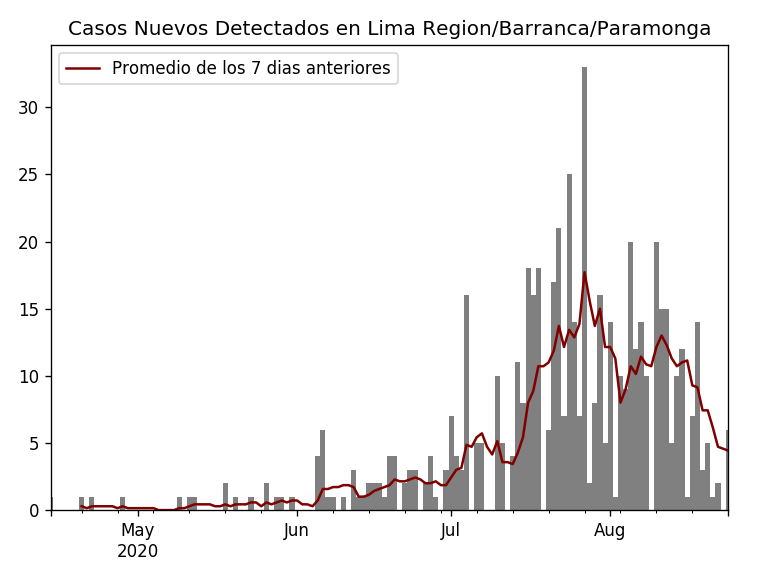 Casos Nuevos Detectados en Lima Region/Barranca/Paramonga
Promedio de los 7 dias anteriores
30
25
20
15
10
5
0
May Jun Jul Aug
2020